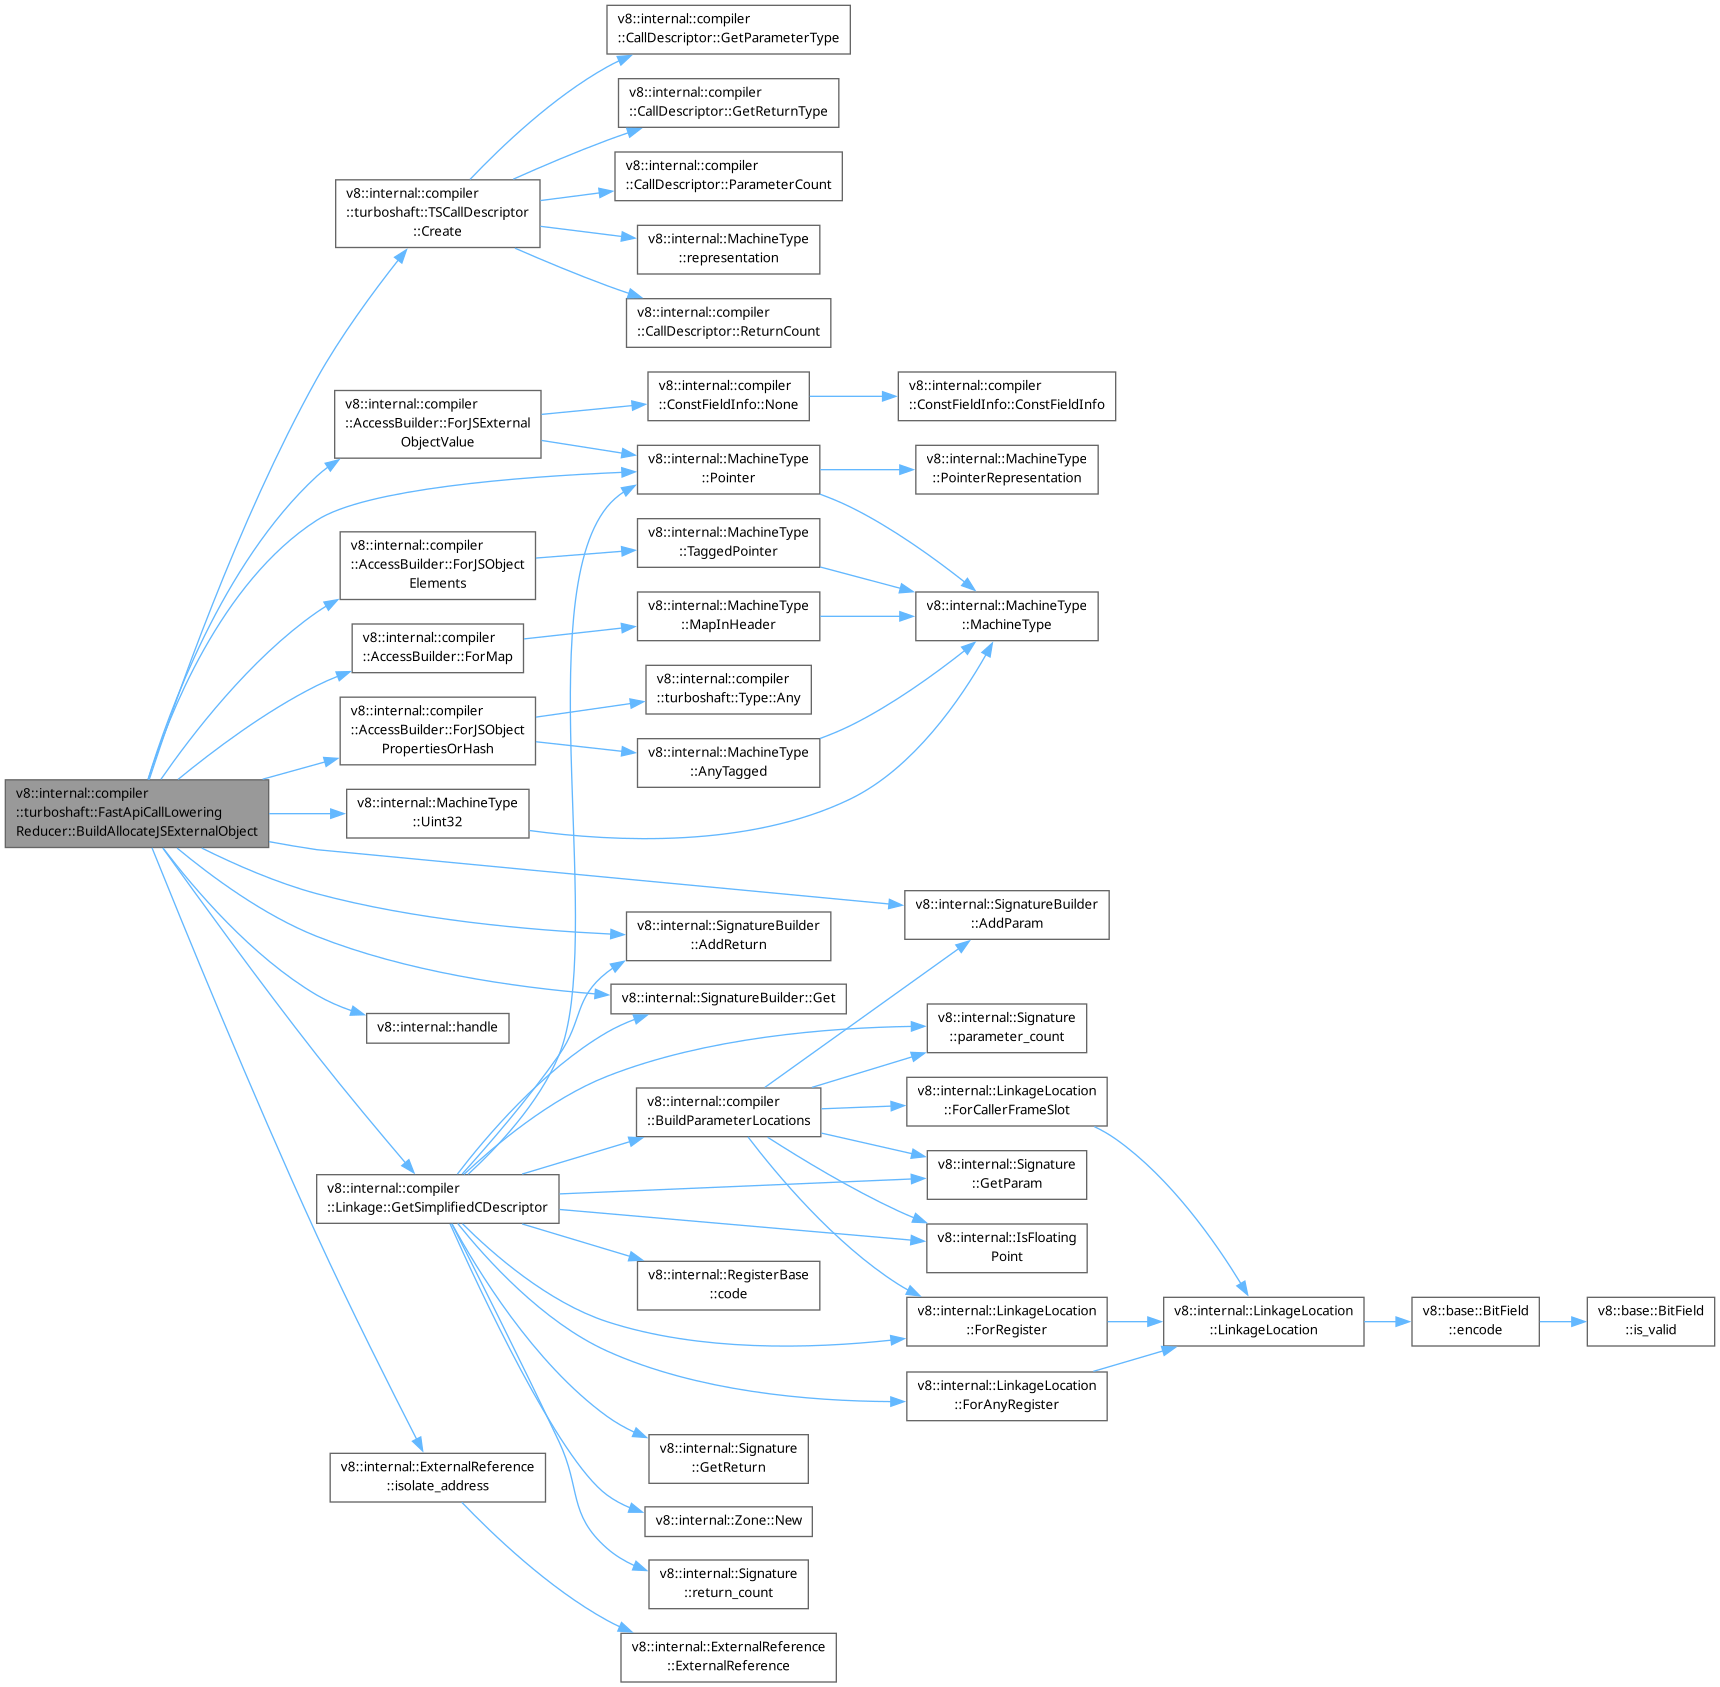 v8::internal::compiler
::CallDescriptor::GetParameterType
v8::internal::compiler
::CallDescriptor::GetReturnType
v8::internal::compiler
::CallDescriptor::ParameterCount
v8::internal::compiler
::turboshaft::TSCallDescriptor
::Create
v8::internal::MachineType
::representation
v8::internal::compiler
::CallDescriptor::ReturnCount
v8::internal::compiler
::AccessBuilder::ForJSExternal
ObjectValue
v8::internal::compiler
::ConstFieldInfo::None
v8::internal::compiler
::ConstFieldInfo::ConstFieldInfo
v8::internal::MachineType
::Pointer
v8::internal::MachineType
::PointerRepresentation
v8::internal::compiler
::AccessBuilder::ForJSObject
Elements
v8::internal::MachineType
::TaggedPointer
v8::internal::compiler
::AccessBuilder::ForMap
v8::internal::MachineType
::MapInHeader
v8::internal::MachineType
::MachineType
v8::internal::compiler
::AccessBuilder::ForJSObject
PropertiesOrHash
v8::internal::compiler
::turboshaft::Type::Any
v8::internal::MachineType
::AnyTagged
v8::internal::compiler
::turboshaft::FastApiCallLowering
Reducer::BuildAllocateJSExternalObject
v8::internal::MachineType
::Uint32
v8::internal::SignatureBuilder
::AddParam
v8::internal::SignatureBuilder
::AddReturn
v8::internal::SignatureBuilder::Get
v8::internal::handle
v8::internal::Signature
::parameter_count
v8::internal::compiler
::BuildParameterLocations
v8::internal::LinkageLocation
::ForCallerFrameSlot
v8::internal::Signature
::GetParam
v8::internal::compiler
::Linkage::GetSimplifiedCDescriptor
v8::internal::IsFloating
Point
v8::internal::RegisterBase
::code
v8::internal::LinkageLocation
::ForRegister
v8::internal::LinkageLocation
::LinkageLocation
v8::base::BitField
::encode
v8::base::BitField
::is_valid
v8::internal::LinkageLocation
::ForAnyRegister
v8::internal::Signature
::GetReturn
v8::internal::ExternalReference
::isolate_address
v8::internal::Zone::New
v8::internal::Signature
::return_count
v8::internal::ExternalReference
::ExternalReference